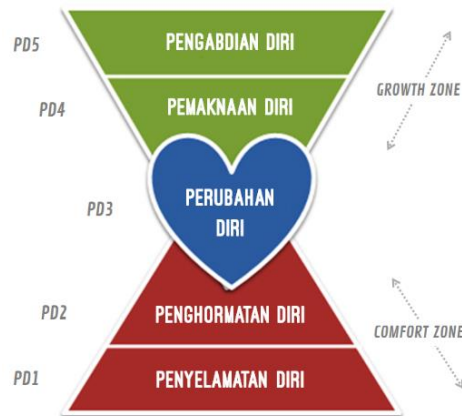 PD5
PENGABDIAN DIRI
PD4
PEMAKNAAN DIRI
GROWTH ZONE
PD3
PERUBAHAN
DIRI
PD2
PENGHORMATAN DIRI
COMFORT ZONE
PD1
PENYELAMATAN DIRI